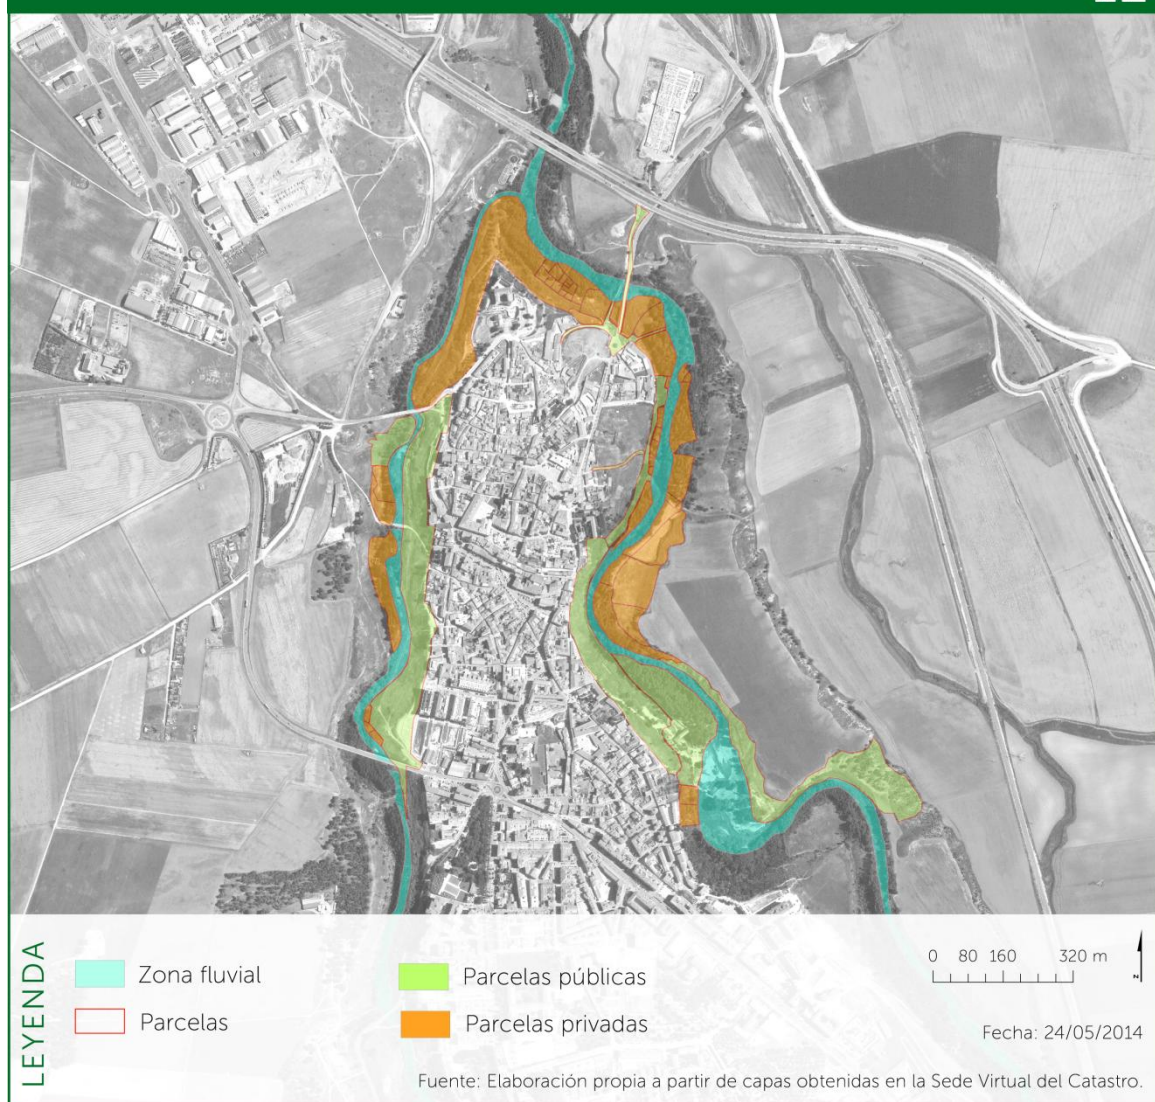 LEYENDA
Zona fluvial
Parcelas
Parcelas públicas
Parcelas privadas
0 80 160 320 m
N
Fecha: 24/05/2014
Fuente: Elaboración propia a partir de capas obtenidas en la Sede Virtual del Catastro.